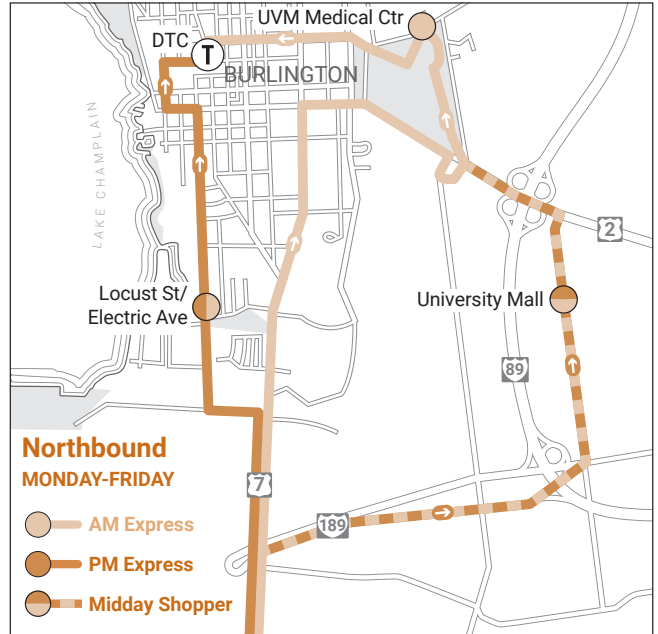 UVM Medical Ctr
DTC
T
BURLINGTON
LAKE CHAMPLAIN
2
Locust St/
Electric Ave
University Mall
89
Northbound
MONDAY-FRIDAY
7
189
AM Express
PM Express
Midday Shopper